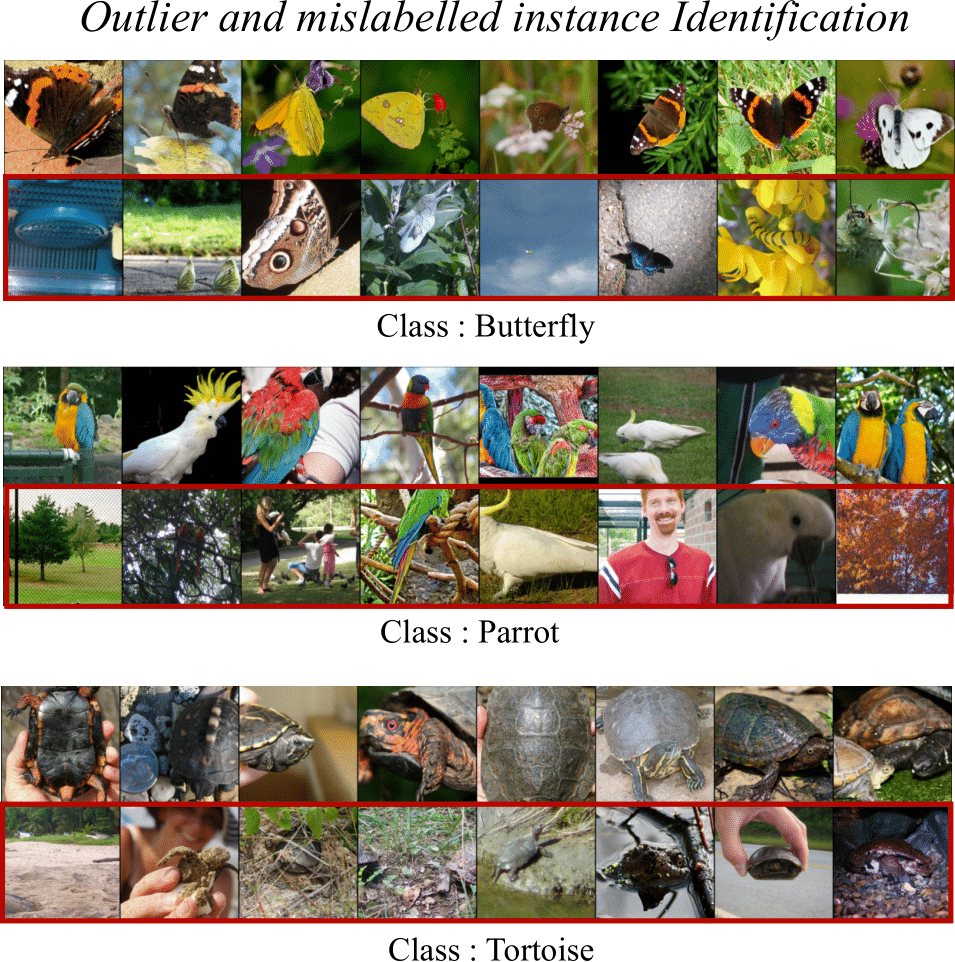 Outlier and mislabelled instance Identification
Class : Butterfly
Class : Parrot
Class : Tortoise